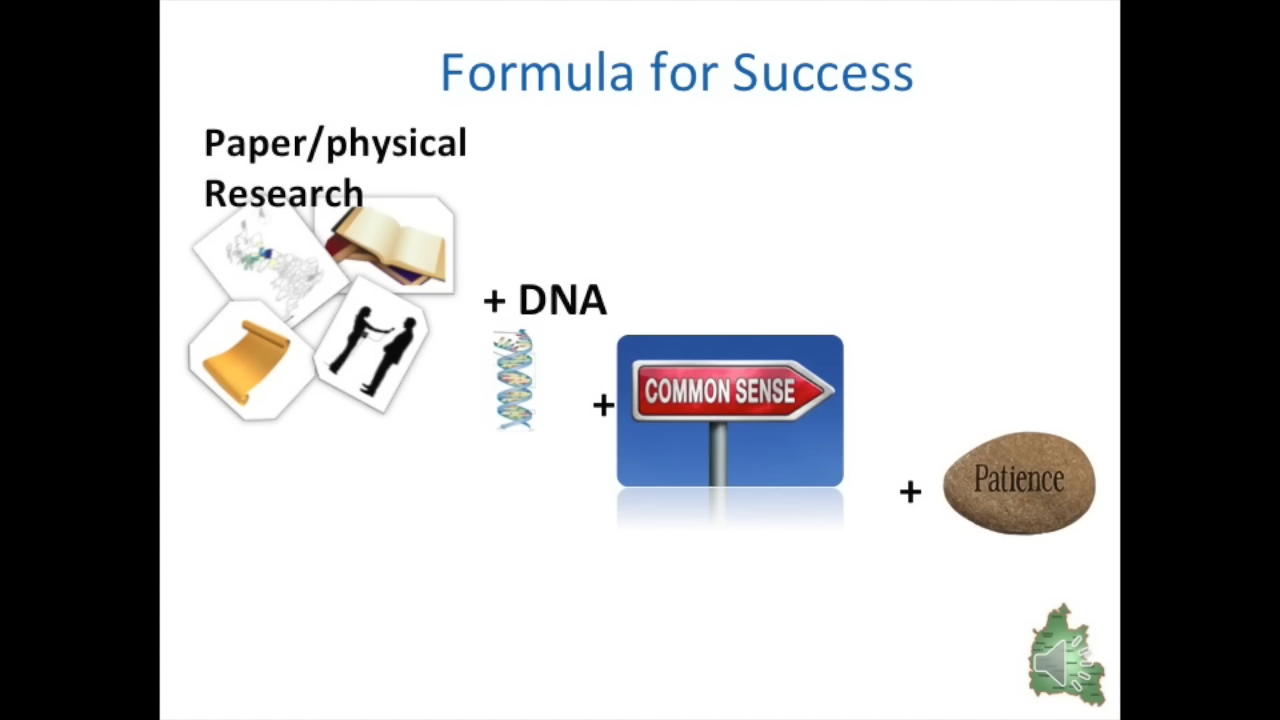 Formula for Success
Paper/physical
Research
+ DNA
+
COMMON SENSE
+
Patience